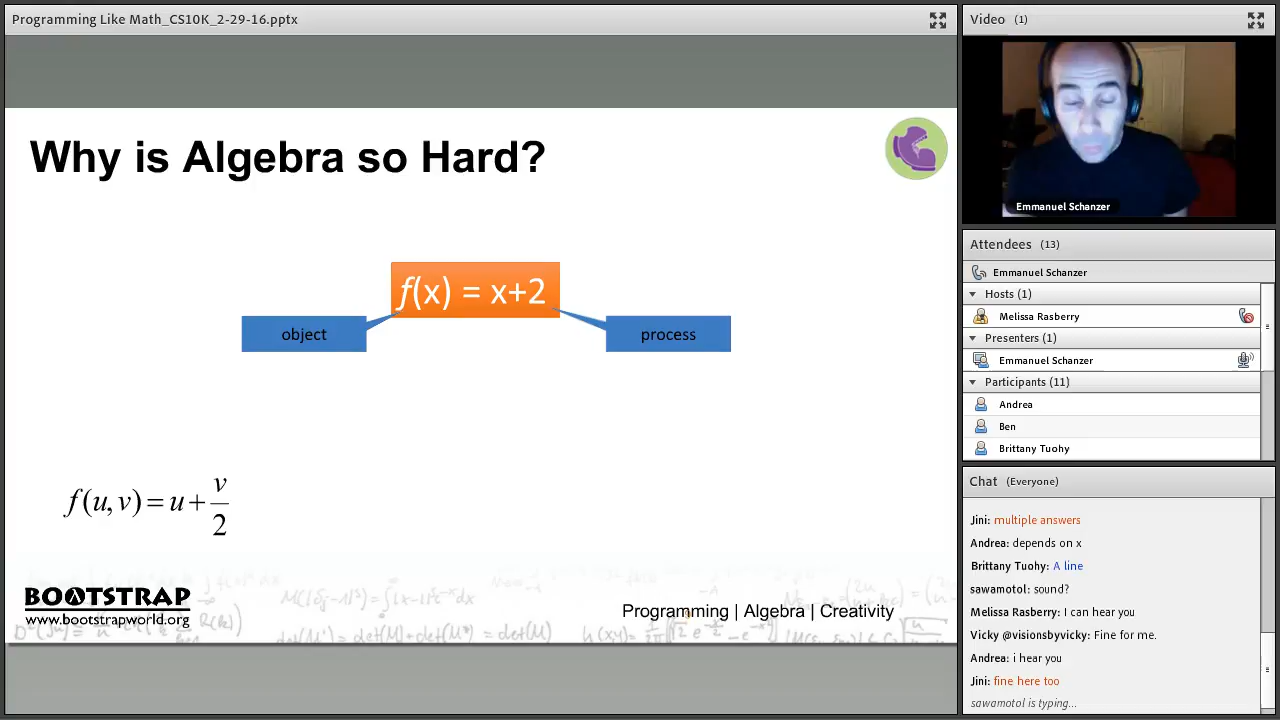 Programming Like Math_CS10K_2-29-16.pptx
Why is Algebra so Hard?
f(x) = x+2
object
process
f(u, v) = u + v/2
BOOTSTRAP
www.bootstrapworld.org
Programming | Algebra | Creativity
Video (1)
Emmanuel Schanzer
Attendees (13)
Emmanuel Schanzer
Hosts (1)
Melissa Rasberry
Presenters (1)
Emmanuel Schanzer
Participants (11)
Andrea
Ben
Brittany Tuohy
Chat (Everyone)
Jini: multiple answers
Andrea: depends on x
Brittany Tuohy: A line
sawamotol: sound?
Melissa Rasberry: I can hear you
Vicky @visionsbyvicky: Fine for me.
Andrea: i hear you
Jini: fine here too
sawamotol is typing...